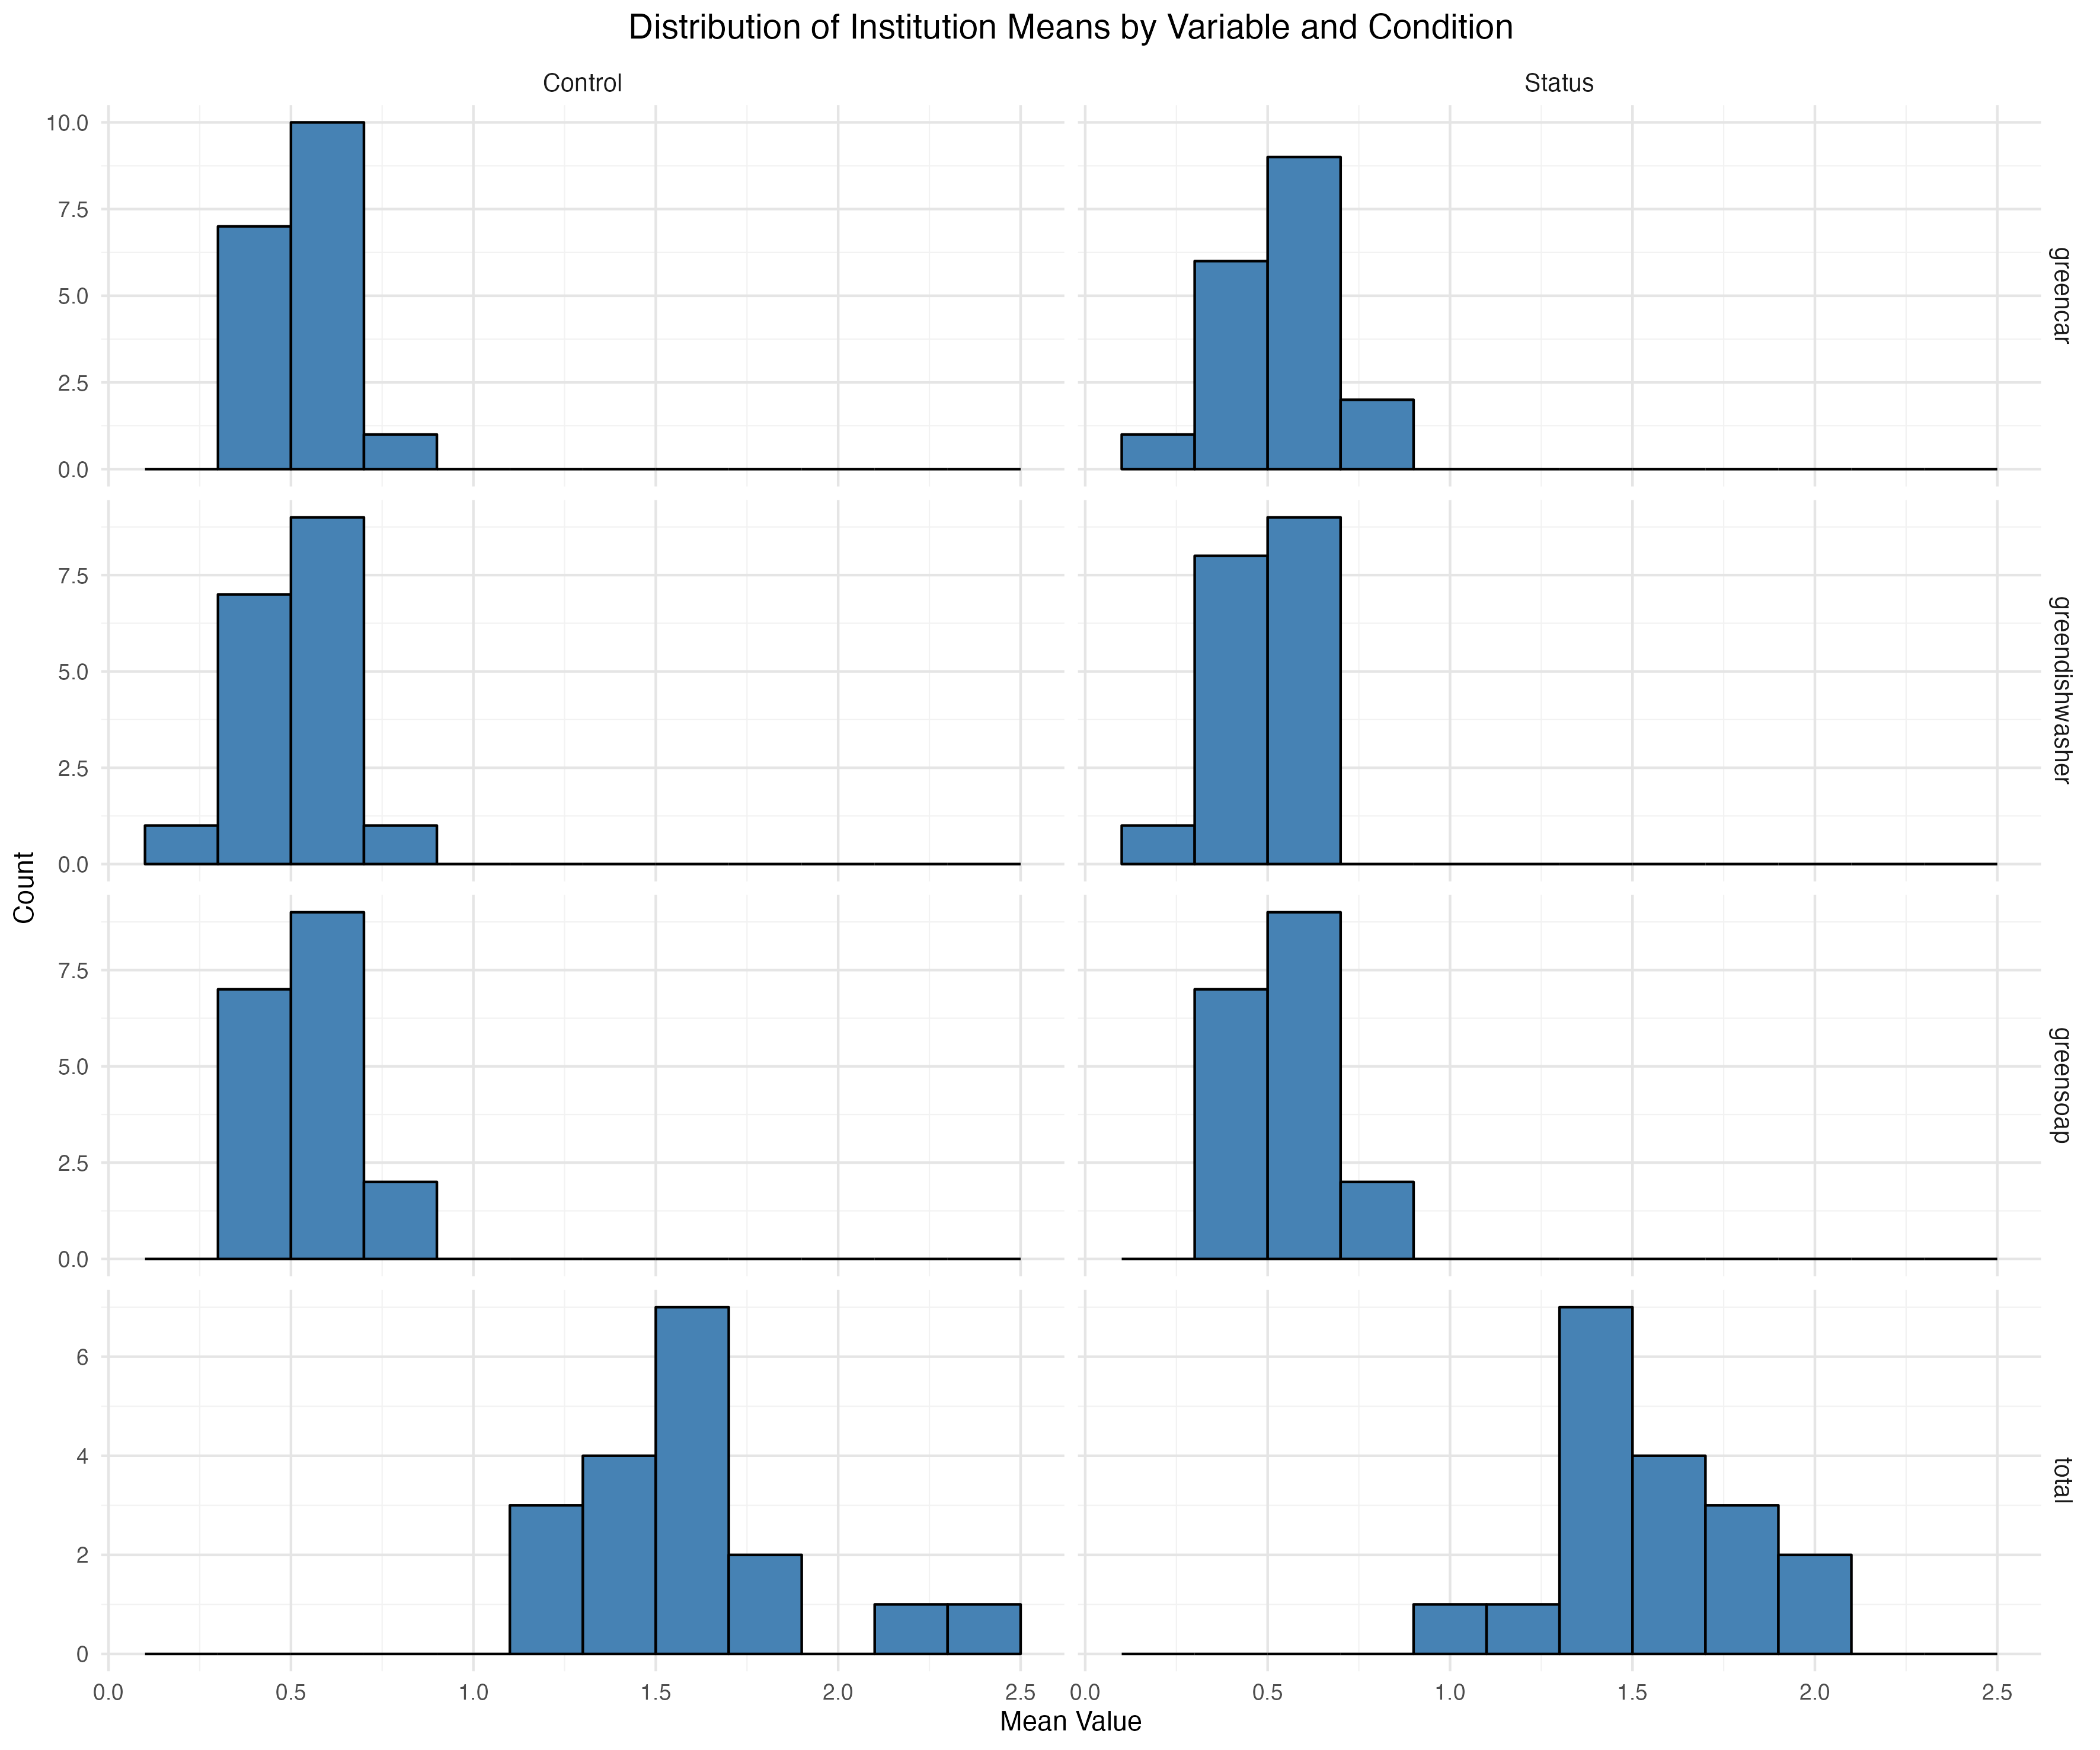 Distribution of Institution Means by Variable and Condition
Control
Status
10.0
7.5
5.0
2.5
0.0
greencar
7.5
5.0
2.5
0.0
greendishwasher
Count
7.5
5.0
2.5
0.0
greensoap
6
4
2
0
total
0.0 0.5 1.0 1.5 2.0 2.5 0.0 0.5 1.0 1.5 2.0 2.5
Mean Value